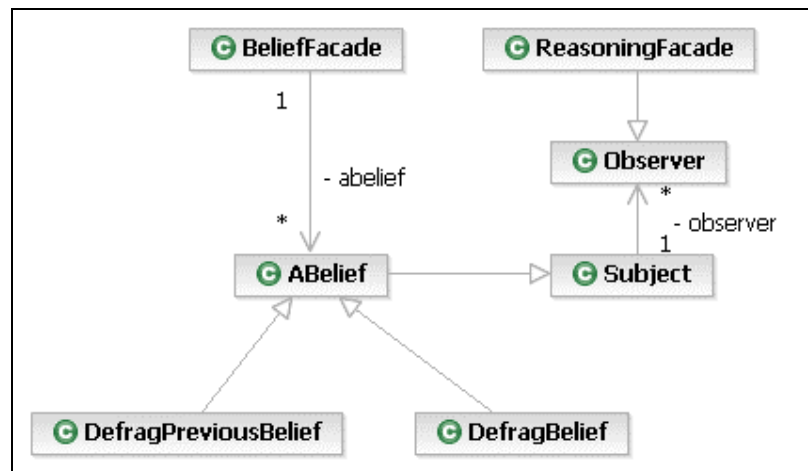 BeliefFacade
ReasoningFacade
1
Observer
- abelief
*
- observer
*
1
ABelief
Subject
DefragPreviousBelief
DefragBelief